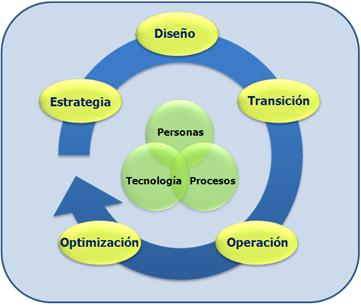 Diseño
Estrategia
Transición
Personas
Tecnología
Procesos
Optimización
Operación